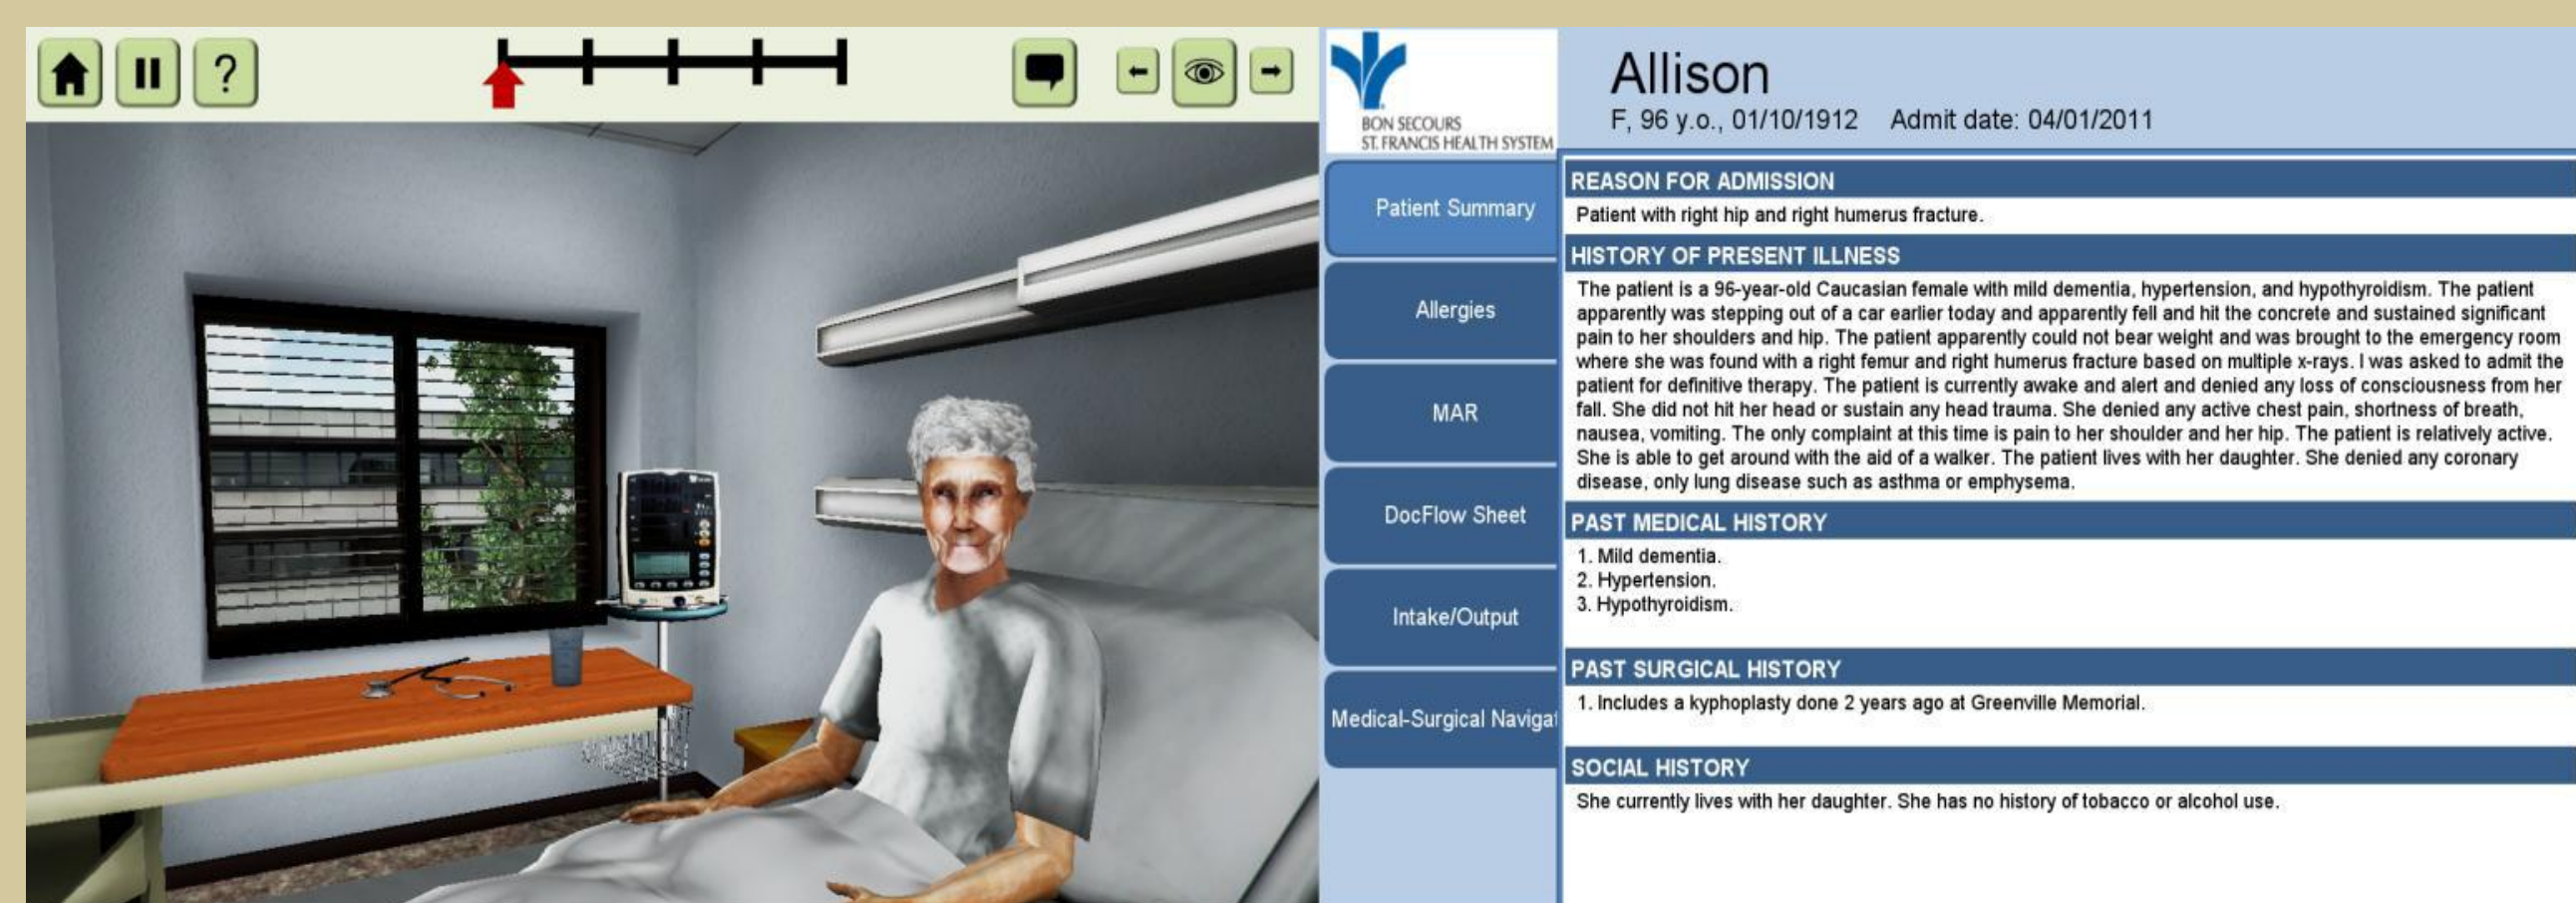 ?
BON SECOURS
ST. FRANCIS HEALTH SYSTEM
Allison
F, 96 y.o., 01/10/1912 Admit date: 04/01/2011
Patient Summary
Allergies
MAR
DocFlow Sheet
Intake/Output
Medical-Surgical Navigat
REASON FOR ADMISSION
Patient with right hip and right humerus fracture.
HISTORY OF PRESENT ILLNESS
The patient is a 96-year-old Caucasian female with mild dementia, hypertension, and hypothyroidism. The patient
apparently was stepping out of a car earlier today and apparently fell and hit the concrete and sustained significant
pain to her shoulders and hip. The patient apparently could not bear weight and was brought to the emergency room
where she was found with a right femur and right humerus fracture based on multiple x-rays. I was asked to admit the
patient for definitive therapy. The patient is currently awake and alert and denied any loss of consciousness from her
fall. She did not hit her head or sustain any head trauma. She denied any active chest pain, shortness of breath,
nausea, vomiting. The only complaint at this time is pain to her shoulder and her hip. The patient is relatively active.
She is able to get around with the aid of a walker. The patient lives with her daughter. She denied any coronary
disease, only lung disease such as asthma or emphysema.
PAST MEDICAL HISTORY
1. Mild dementia.
2. Hypertension.
3. Hypothyroidism.
PAST SURGICAL HISTORY
1. Includes a kyphoplasty done 2 years ago at Greenville Memorial.
SOCIAL HISTORY
She currently lives with her daughter. She has no history of tobacco or alcohol use.